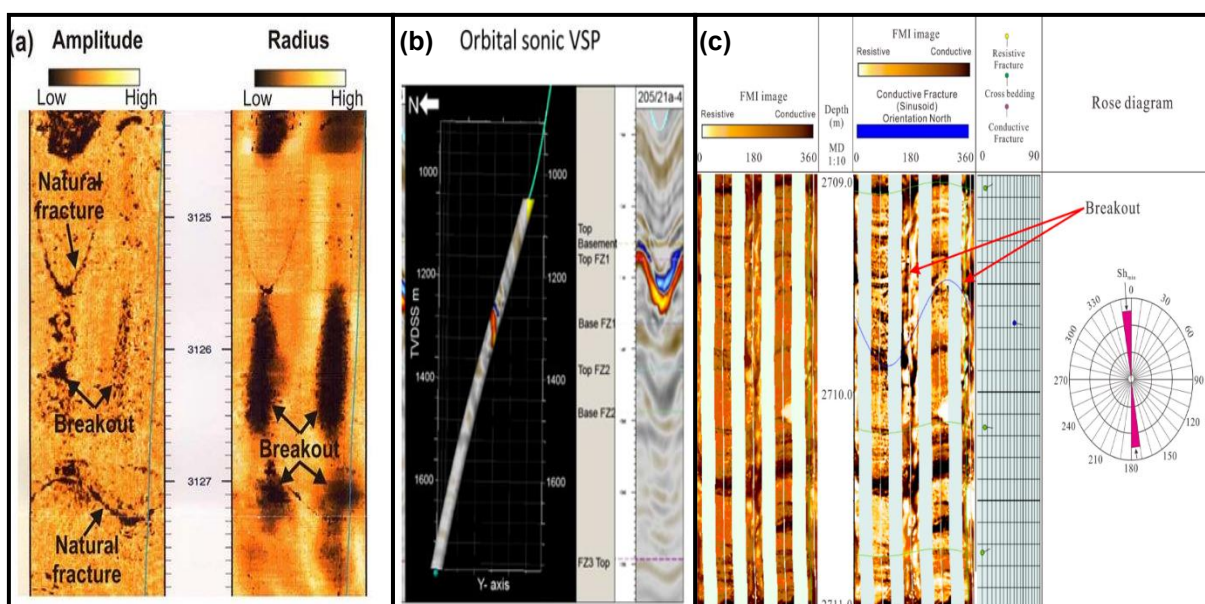 (a)
Amplitude
Radius
Low
High
Low
High
Natural
fracture
3125
3126
Breakout
Breakout
3127
Natural
fracture
(b)
Orbital sonic VSP
N
205/21a-4
1000
1000
Top
Basement
Top FZ1
1200
1200
Base FZ1
TVDSS m
1400
Top FZ2
1400
Base FZ2
1600
1600
FZ3 Top
Y- axis
(c)
FMI image
Resistive
Conductive
0
180
360
Depth
(m)
MD
1:10
FMI image
Resistive
Conductive
Conductive Fracture
(Sinusoid)
Orientation North
0
180
360
Resistive
Fracture
Cross bedding
Conductive
Fracture
0
90
Rose diagram
2709.0
Breakout
2710.0
2711.0
Shmin
0
30
60
90
120
150
180
210
240
270
300
330